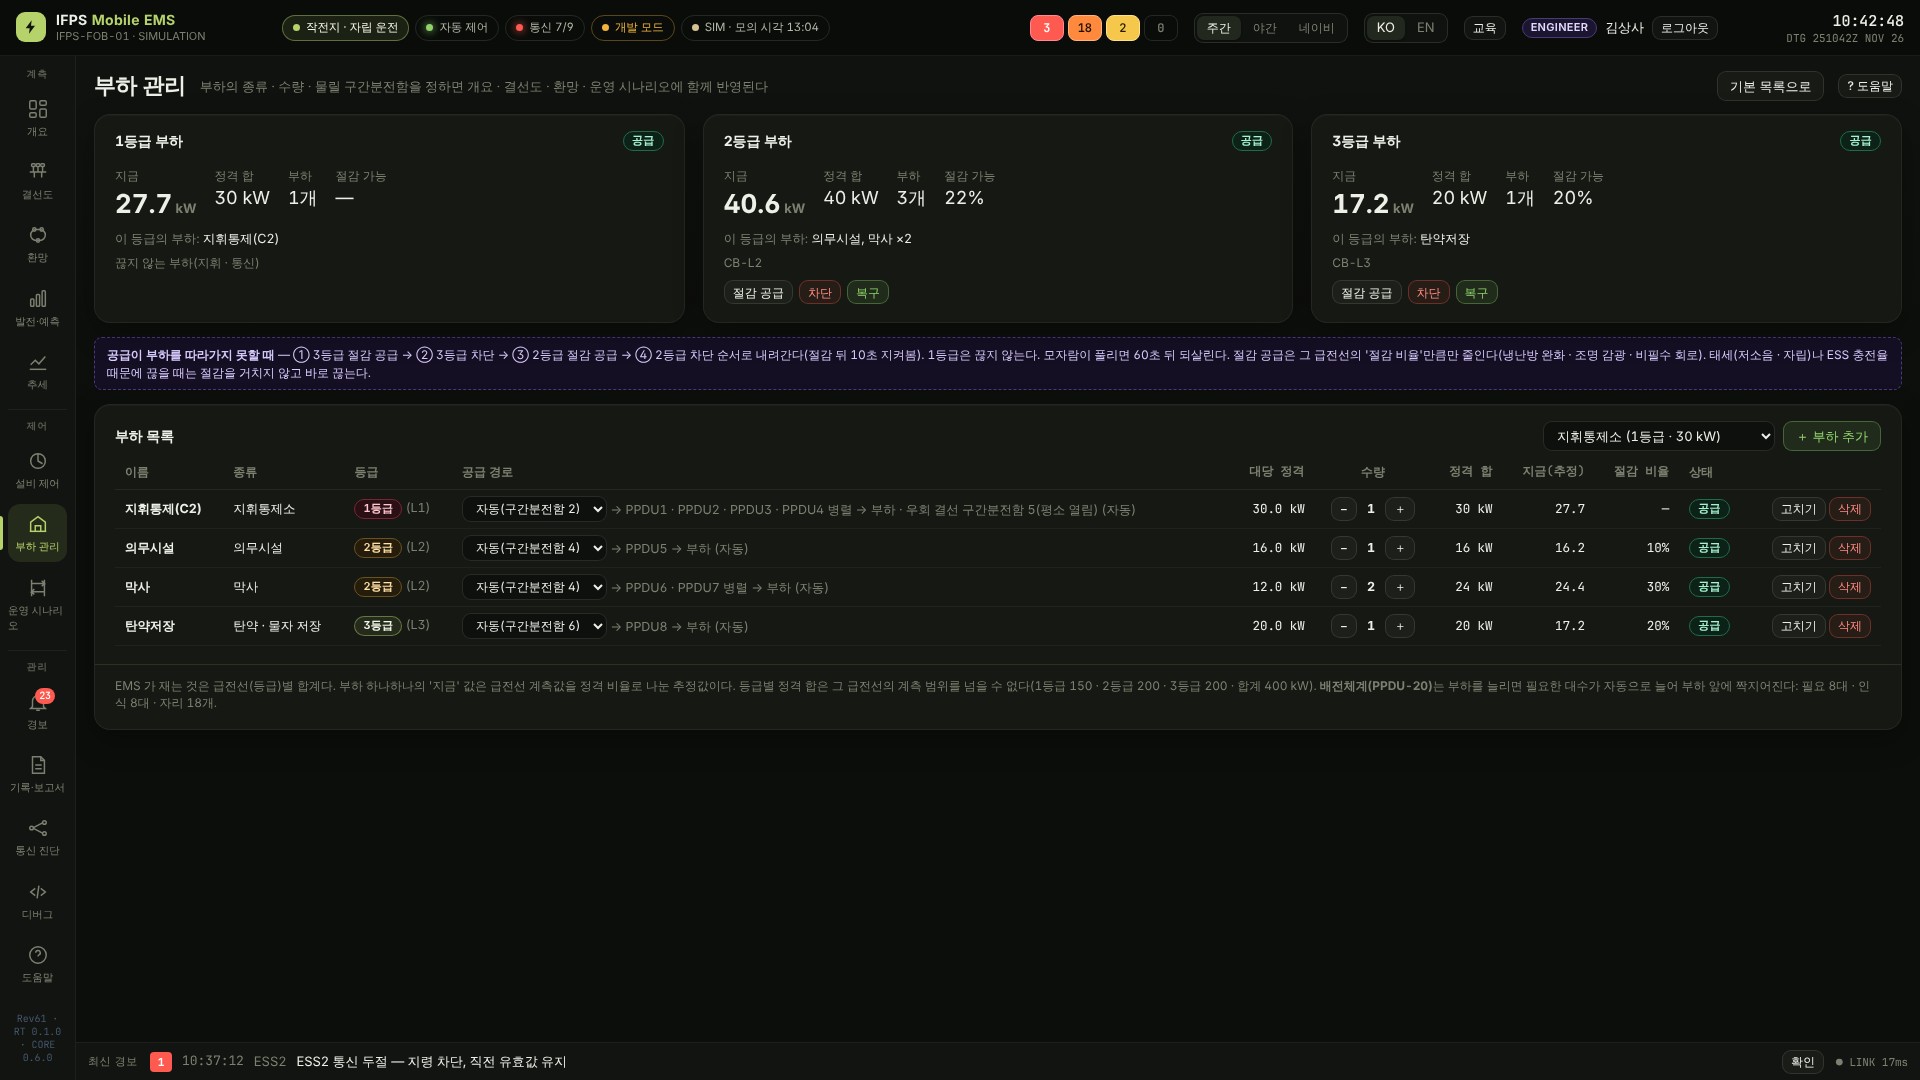 IFPS Mobile EMS
IFPS-FOB-01 · SIMULATION
작전지 · 자립 운전
자동 제어
통신 7/9
개발 모드
SIM · 모의 시각 13:04
3
18
2
0
주간
야간
네이비
KO
EN
교육
ENGINEER
김상사
로그아웃
10:42:48
DTG 251042Z NOV 26
계측
개요
결선도
환망
발전·예측
추세
제어
설비 제어
부하 관리
운영 시나리
오
관리
23
경보
기록·보고서
통신 진단
디버그
도움말
Rev61 ·
RT 0.1.0
· CORE
0.6.0
부하 관리
부하의 종류 · 수량 · 물릴 구간분전함을 정하면 개요 · 결선도 · 환망 · 운영 시나리오에 함께 반영된다
기본 목록으로
? 도움말
1등급 부하
공급
지금
정격 합
부하
절감 가능
27.7 kW
30 kW
1개
—
이 등급의 부하: 지휘통제(C2)
끊지 않는 부하(지휘 · 통신)
2등급 부하
공급
지금
정격 합
부하
절감 가능
40.6 kW
40 kW
3개
22%
이 등급의 부하: 의무시설, 막사 ×2
CB-L2
절감 공급
차단
복구
3등급 부하
공급
지금
정격 합
부하
절감 가능
17.2 kW
20 kW
1개
20%
이 등급의 부하: 탄약저장
CB-L3
절감 공급
차단
복구
공급이 부하를 따라가지 못할 때 — ① 3등급 절감 공급 → ② 3등급 차단 → ③ 2등급 절감 공급 → ④ 2등급 차단 순서로 내려간다(절감 뒤 10초 지켜봄). 1등급은 끊지 않는다. 모자람이 풀리면 60초 뒤 되살린다. 절감 공급은 그 급전선의 '절감 비율'만큼만 줄인다(냉난방 완화 · 조명 감광 · 비필수 회로). 태세(저소음 · 자립)나 ESS 충전율
때문에 끊을 때는 절감을 거치지 않고 바로 끊는다.
부하 목록
지휘통제소 (1등급 · 30 kW)
+ 부하 추가
이름 종류 등급 공급 경로 대당 정격 수량 정격 합 지금(추정) 절감 비율 상태
지휘통제(C2) 지휘통제소 1등급 (L1) 자동(구간분전함 2) → PPDU1 · PPDU2 · PPDU3 · PPDU4 병렬 → 부하 · 우회 결선 구간분전함 5(평소 열림) (자동) 30.0 kW − 1 + 30 kW 27.7 — 공급 고치기 삭제
의무시설 의무시설 2등급 (L2) 자동(구간분전함 4) → PPDU5 → 부하 (자동) 16.0 kW − 1 + 16 kW 16.2 10% 공급 고치기 삭제
막사 막사 2등급 (L2) 자동(구간분전함 4) → PPDU6 · PPDU7 병렬 → 부하 (자동) 12.0 kW − 2 + 24 kW 24.4 30% 공급 고치기 삭제
탄약저장 탄약 · 물자 저장 3등급 (L3) 자동(구간분전함 6) → PPDU8 → 부하 (자동) 20.0 kW − 1 + 20 kW 17.2 20% 공급 고치기 삭제
EMS 가 재는 것은 급전선(등급)별 합계다. 부하 하나하나의 '지금' 값은 급전선 계측값을 정격 비율로 나눈 추정값이다. 등급별 정격 합은 그 급전선의 계측 범위를 넘을 수 없다(1등급 150 · 2등급 200 · 3등급 200 · 합계 400 kW). 배전체계(PPDU-20)는 부하를 늘리면 필요한 대수가 자동으로 늘어 부하 앞에 짝지어진다: 필요 8대 · 인
식 8대 · 자리 18개.
최신 경보
1
10:37:12
ESS2
ESS2 통신 두절 — 지령 차단, 직전 유효값 유지
확인
LINK 17ms